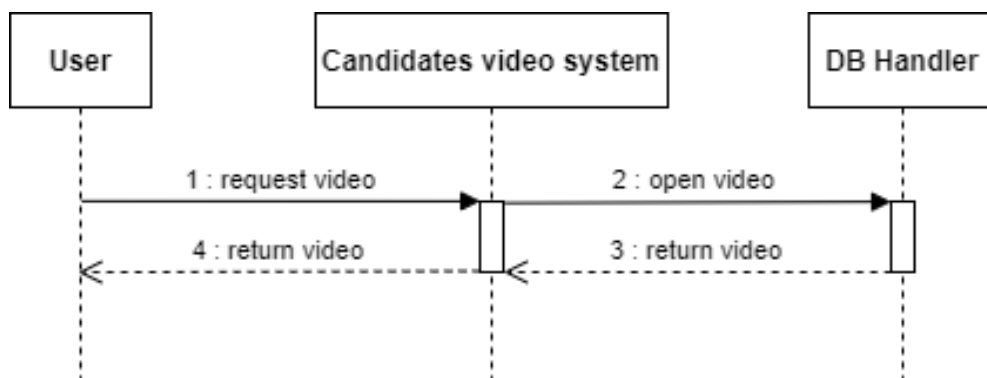 User
Candidates video system
DB Handler
1 : request video
2 : open video
4 : return video
3 : return video